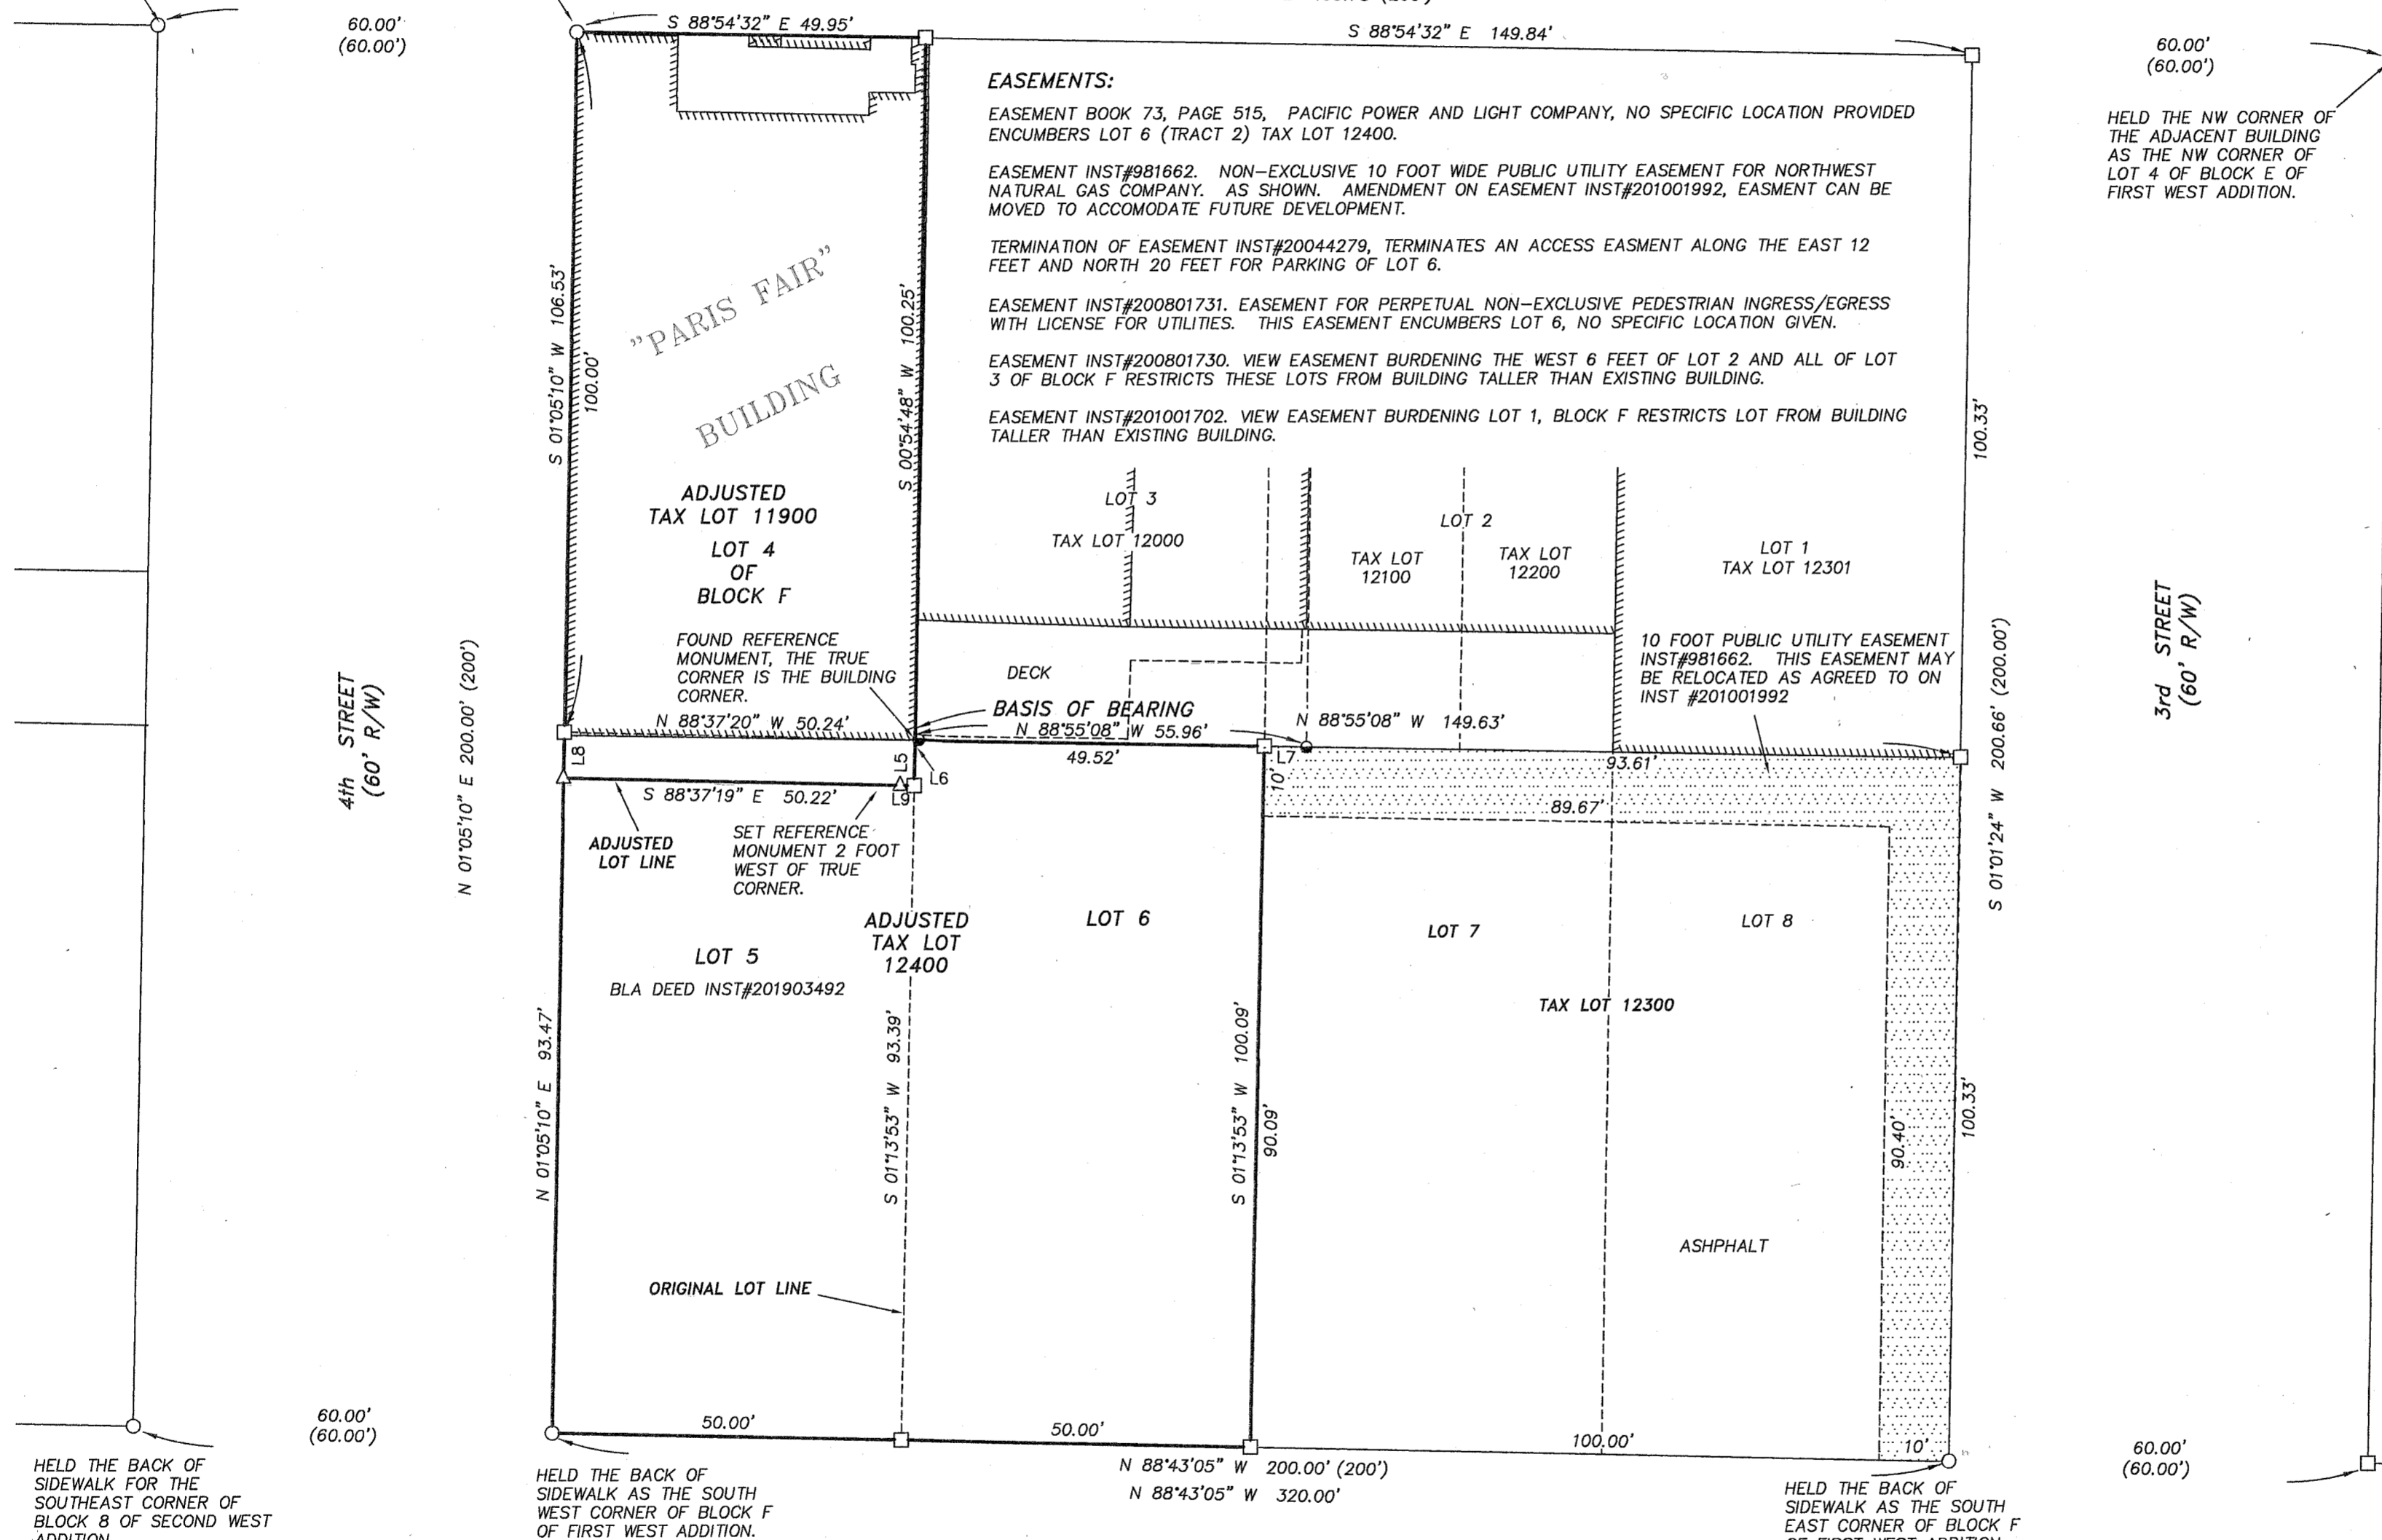 60.00'
(60.00')
S 88°54'32" E 49.95'
S 88°54'32" E 149.84'
60.00'
(60.00')
HELD THE NW CORNER OF
THE ADJACENT BUILDING
AS THE NW CORNER OF
LOT 4 OF BLOCK E OF
FIRST WEST ADDITION.
EASEMENTS:
EASEMENT BOOK 73, PAGE 515, PACIFIC POWER AND LIGHT COMPANY, NO SPECIFIC LOCATION PROVIDED
ENCUMBERS LOT 6 (TRACT 2) TAX LOT 12400.
EASEMENT INST#981662. NON-EXCLUSIVE 10 FOOT WIDE PUBLIC UTILITY EASEMENT FOR NORTHWEST
NATURAL GAS COMPANY. AS SHOWN. AMENDMENT ON EASEMENT INST#201001992, EASMENT CAN BE
MOVED TO ACCOMODATE FUTURE DEVELOPMENT.
TERMINATION OF EASEMENT INST#20044279, TERMINATES AN ACCESS EASMENT ALONG THE EAST 12
FEET AND NORTH 20 FEET FOR PARKING OF LOT 6.
EASEMENT INST#200801731. EASEMENT FOR PERPETUAL NON-EXCLUSIVE PEDESTRIAN INGRESS/EGRESS
WITH LICENSE FOR UTILITIES. THIS EASEMENT ENCUMBERS LOT 6, NO SPECIFIC LOCATION GIVEN.
EASEMENT INST#200801730. VIEW EASEMENT BURDENING THE WEST 6 FEET OF LOT 2 AND ALL OF LOT
3 OF BLOCK F RESTRICTS THESE LOTS FROM BUILDING TALLER THAN EXISTING BUILDING.
EASEMENT INST#201001702. VIEW EASEMENT BURDENING LOT 1, BLOCK F RESTRICTS LOT FROM BUILDING
TALLER THAN EXISTING BUILDING.
S 01°05'10" W 106.53'
100.00'
"PARIS FAIR"
BUILDING
S 00°54'48" W 100.25'
100.33'
ADJUSTED
TAX LOT 11900
LOT 4
OF
BLOCK F
LOT 3
TAX LOT 12000
LOT 2
TAX LOT
12100
TAX LOT
12200
LOT 1
TAX LOT 12301
FOUND REFERENCE
MONUMENT, THE TRUE
CORNER IS THE BUILDING
CORNER.
DECK
10 FOOT PUBLIC UTILITY EASEMENT
INST#981662. THIS EASEMENT MAY
BE RELOCATED AS AGREED TO ON
INST #201001992
4th STREET
(60' R/W)
N 01°05'10" E 200.00' (200')
S 01°01'24" W 200.66' (200.00')
3rd STREET
(60' R/W)
N 88°37'20" W 50.24'
BASIS OF BEARING
N 88°55'08" W 55.96'
N 88°55'08" W 149.63'
L8
L5
L6
49.52'
L7
93.61'
10'
S 88°37'19" E 50.22'
L9
89.67'
ADJUSTED
LOT LINE
SET REFERENCE
MONUMENT 2 FOOT
WEST OF TRUE
CORNER.
ADJUSTED
TAX LOT
12400
LOT 6
LOT 7
LOT 8
LOT 5
BLA DEED INST#201903492
TAX LOT 12300
N 01°05'10" E 93.47'
S 01°13'53" W 93.39'
S 01°13'53" W 100.09'
90.09'
90.40'
100.33'
ASHPHALT
ORIGINAL LOT LINE
60.00'
(60.00')
50.00'
50.00'
100.00'
10'
N 88°43'05" W 200.00' (200')
N 88°43'05" W 320.00'
60.00'
(60.00')
HELD THE BACK OF
SIDEWALK FOR THE
SOUTHEAST CORNER OF
BLOCK 8 OF SECOND WEST
ADDITION
HELD THE BACK OF
SIDEWALK AS THE SOUTH
WEST CORNER OF BLOCK F
OF FIRST WEST ADDITION.
HELD THE BACK OF
SIDEWALK AS THE SOUTH
EAST CORNER OF BLOCK F
OF FIRST WEST ADDITION